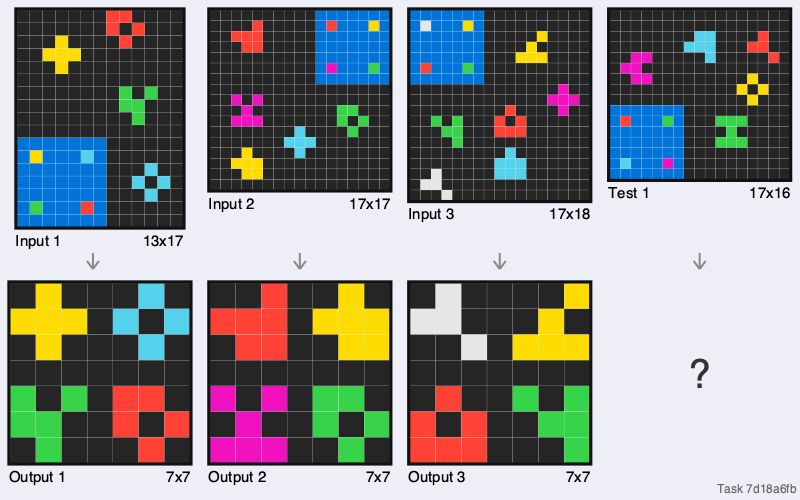 Input 1 13x17
Input 2 17x17
Input 3 17x18
Test 1 17x16
?
Output 1 7x7
Output 2 7x7
Output 3 7x7
Task 7d18a6fb